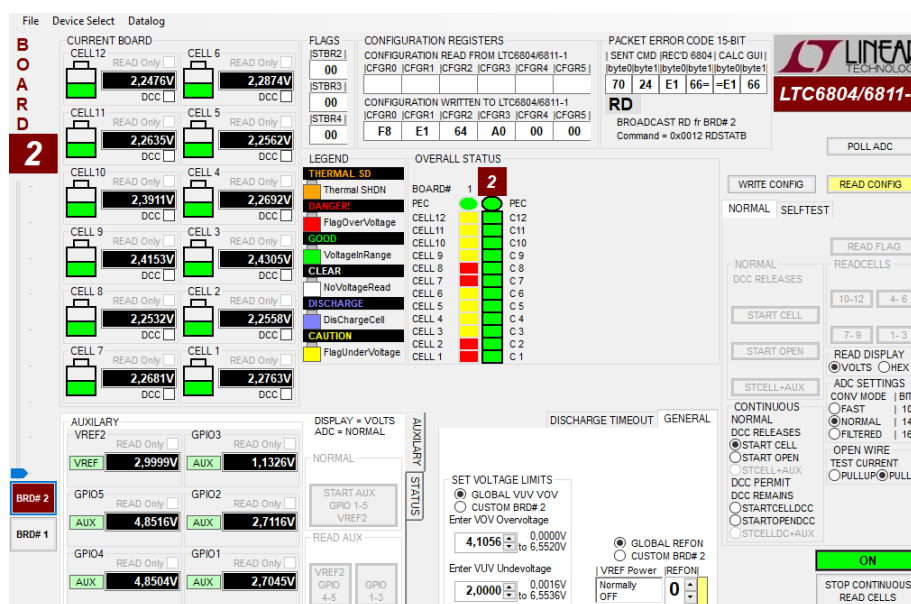 File Device Select Datalog
BOARD
2
CURRENT BOARD
CELL12
READ Only
2,2476V
DCC
CELL 6
READ Only
2,2874V
DCC
CELL11
READ Only
2,2635V
DCC
CELL 5
READ Only
2,2562V
DCC
CELL10
READ Only
2,3911V
DCC
CELL 4
READ Only
2,2692V
DCC
CELL 9
READ Only
2,4153V
DCC
CELL 3
READ Only
2,4305V
DCC
CELL 8
READ Only
2,2532V
DCC
CELL 2
READ Only
2,2558V
DCC
CELL 7
READ Only
2,2681V
DCC
CELL 1
READ Only
2,2763V
DCC
FLAGS
|STBR2|
00
|STBR3|
00
|STBR4|
00
CONFIGURATION REGISTERS
CONFIGURATION READ FROM LTC6804/6811-1
|CFGR0 |CFGR1 |CFGR2 |CFGR3 |CFGR4 |CFGR5|
CONFIGURATION WRITTEN TO LTC6804/6811-1
|CFGR0 |CFGR1 |CFGR2 |CFGR3 |CFGR4 |CFGR5|
F8 E1 64 A0 00 00
PACKET ERROR CODE 15-BIT
| SENT CMD |REC'D 6804 | CALC GUI|
|byte0|byte1|byte0|byte1|byte0|byte1
70 24 E1 66= =E1 66
RD
BROADCAST RD fr BRD# 2
Command = 0x0012 RDSTATB
LINEAR
TECHNOLOG
LTC6804/6811-
POLL ADC
WRITE CONFIG READ CONFIG
LEGEND
THERMAL SD
Thermal SHDN
DANGER!
FlagOverVoltage
GOOD
VoltageInRange
CLEAR
NoVoltageRead
DISCHARGE
DisChargeCell
CAUTION
FlagUnderVoltage
OVERALL STATUS
BOARD# 1 2
PEC PEC
CELL12 C12
CELL11 C11
CELL10 C10
CELL 9 C 9
CELL 8 C 8
CELL 7 C 7
CELL 6 C 6
CELL 5 C 5
CELL 4 C 4
CELL 3 C 3
CELL 2 C 2
CELL 1 C 1
NORMAL SELFTEST
READ FLAG
NORMAL
DCC RELEASES
START CELL
START OPEN
STCELL+AUX
READCELLS
10-12 4- 6
7- 9 1- 3
READ DISPLAY
VOLTS HEX
ADC SETTINGS
CONV MODE | BIT
FAST | 10
NORMAL | 14
FILTERED | 16
OPEN WIRE
TEST CURRENT
PULLUP PULL
CONTINUOUS
NORMAL
DCC RELEASES
START CELL
START OPEN
STCELL+AUX
DCC PERMIT
DCC REMAINS
STARTCELLDCC
STARTOPENDCC
STCELLDC+AUX
ON
STOP CONTINUOUS
READ CELLS
BRD# 2
BRD# 1
AUXILARY
VREF2
READ Only
VREF 2,9999V
GPIO3
READ Only
AUX 1,1326V
GPIO5
READ Only
AUX 4,8516V
GPIO2
READ Only
AUX 2,7116V
GPIO4
READ Only
AUX 4,8504V
GPIO1
READ Only
AUX 2,7045V
DISPLAY = VOLTS
ADC = NORMAL
NORMAL
START AUX
GPIO 1-5
VREF2
READ AUX
VREF2
GPIO
4-5
GPIO
1-3
AUXILARY
STATUS
DISCHARGE TIMEOUT GENERAL
SET VOLTAGE LIMITS
GLOBAL VUV VOV
CUSTOM BRD# 2
Enter VOV Overvoltage
4,1056 0,0000V
to 6,5520V
Enter VUV Undevoltage
2,0000 0.0016V
to 6,5536V
GLOBAL REFON
CUSTOM BRD# 2
| VREF Power |REFON|
Normally
OFF
0